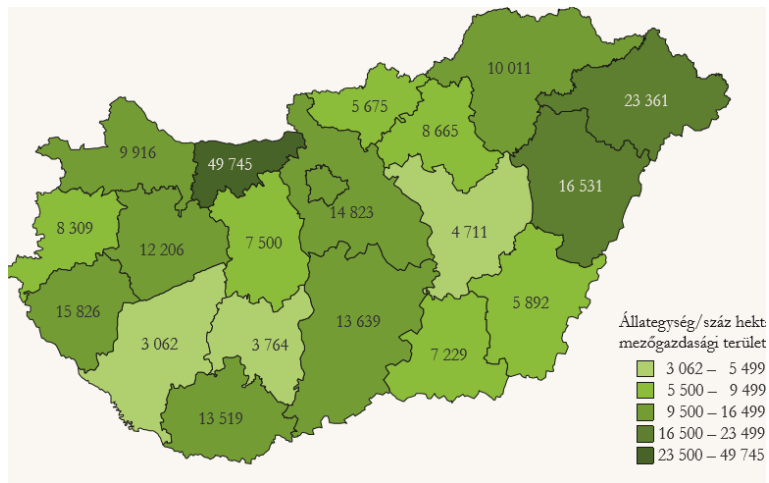 10 011
5 675
23 361
8 665
9 916
49 745
16 531
14 823
4 711
8 309
12 206
7 500
15 826
13 639
5 892
3 062
3 764
7 229
13 519
Állategység/száz hekt
mezőgazdasági terület
3 062 – 5 499
5 500 – 9 499
9 500 – 16 499
16 500 – 23 499
23 500 – 49 745